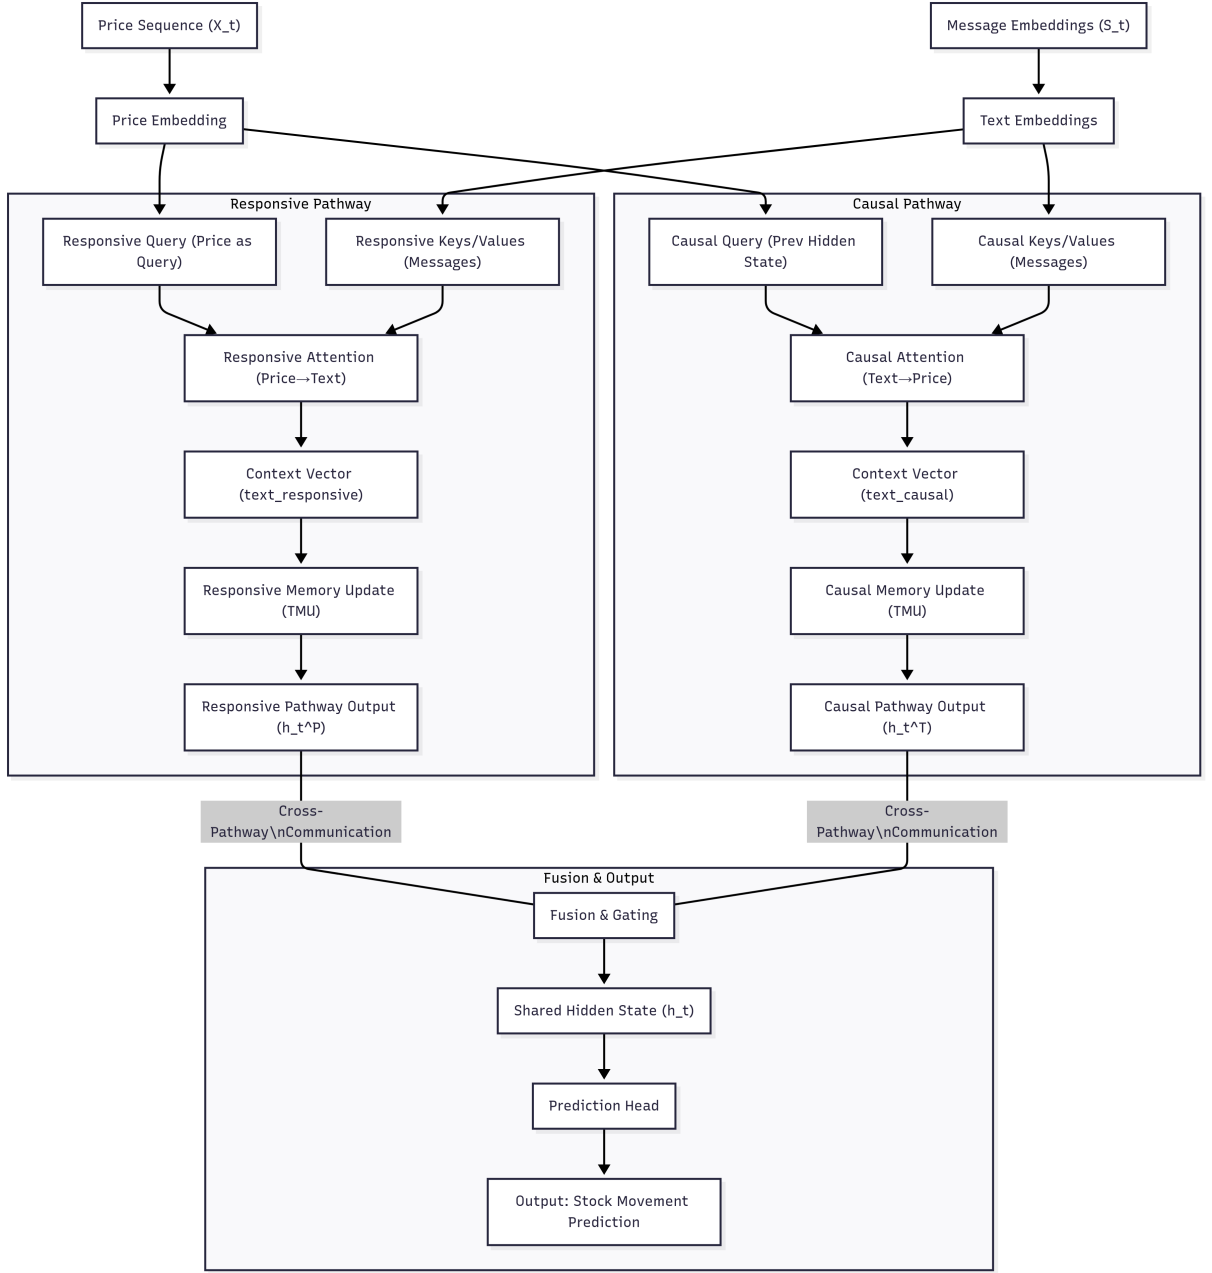 Price Sequence (X_t)
Message Embeddings (S_t)
Price Embedding
Text Embeddings
Responsive Pathway
Responsive Query (Price as
Query)
Responsive Keys/Values
(Messages)
Responsive Attention
(Price→Text)
Context Vector
(text_responsive)
Responsive Memory Update
(TMU)
Responsive Pathway Output
(h_t^P)
Causal Pathway
Causal Query (Prev Hidden
State)
Causal Keys/Values
(Messages)
Causal Attention
(Text→Price)
Context Vector
(text_causal)
Causal Memory Update
(TMU)
Causal Pathway Output
(h_t^T)
Cross-
Pathway\nCommunication
Cross-
Pathway\nCommunication
Fusion & Output
Fusion & Gating
Shared Hidden State (h_t)
Prediction Head
Output: Stock Movement
Prediction